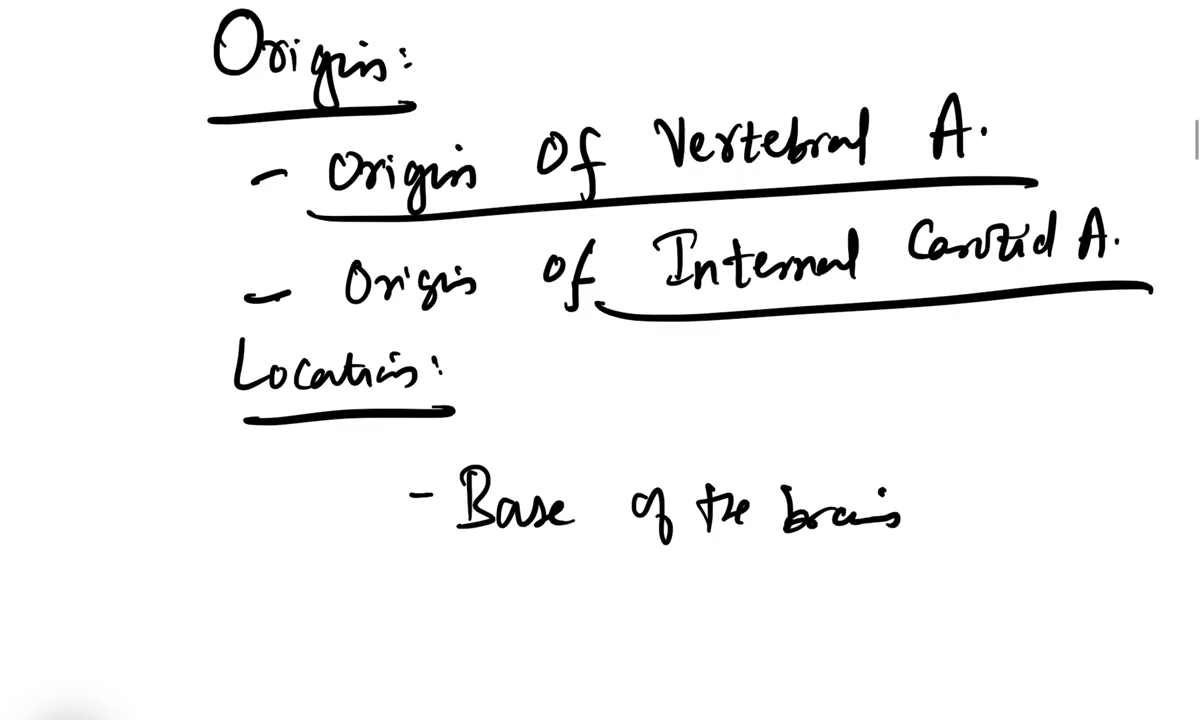 Origin:
- Origin Of Vertebral A.
- Origin of Internal Carotid A.
Location:
- Base of the brain